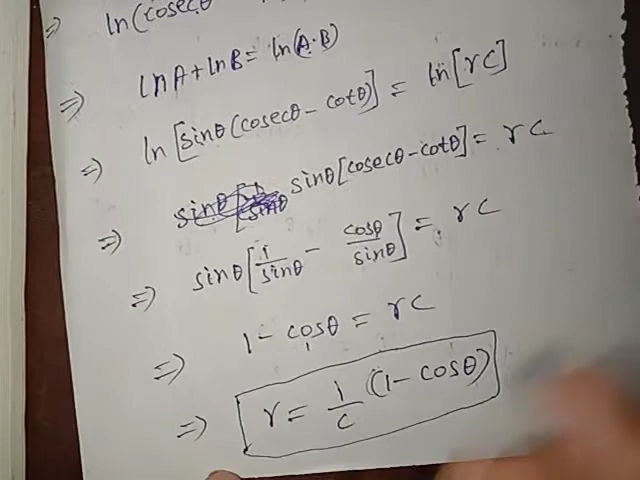 ⇒ ln(cosecθ
⇒ lnA + lnB = ln(A·B)
⇒ ln[sinθ(cosecθ - cotθ)] = ln[rC]
⇒ sinθ[cosecθ - cotθ] = rC
⇒ sinθ[1/sinθ - cosθ/sinθ] = rC
⇒ 1 - cosθ = rC
⇒ r = 1/C (1 - cosθ)